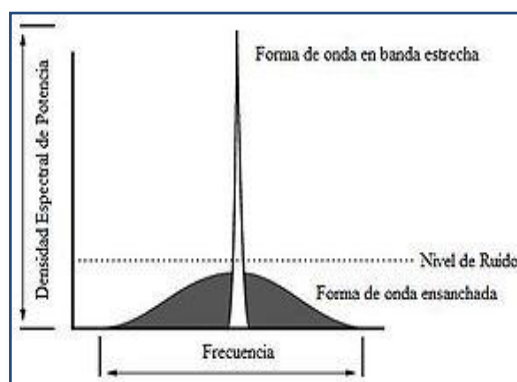 Forma de onda en banda estrecha
Densidad Espectral de Potencia
Nivel de Ruido
Forma de onda ensanchada
Frecuencia